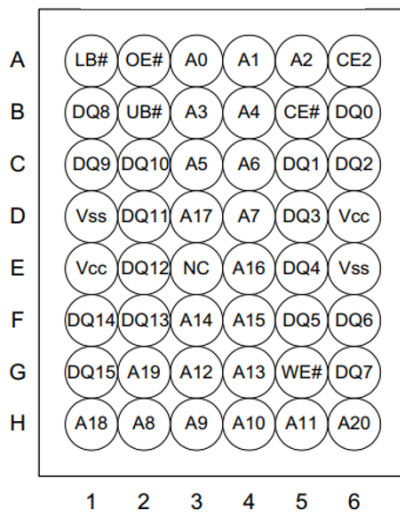 A LB# OE# A0 A1 A2 CE2
B DQ8 UB# A3 A4 CE# DQ0
C DQ9 DQ10 A5 A6 DQ1 DQ2
D Vss DQ11 A17 A7 DQ3 Vcc
E Vcc DQ12 NC A16 DQ4 Vss
F DQ14 DQ13 A14 A15 DQ5 DQ6
G DQ15 A19 A12 A13 WE# DQ7
H A18 A8 A9 A10 A11 A20
1 2 3 4 5 6